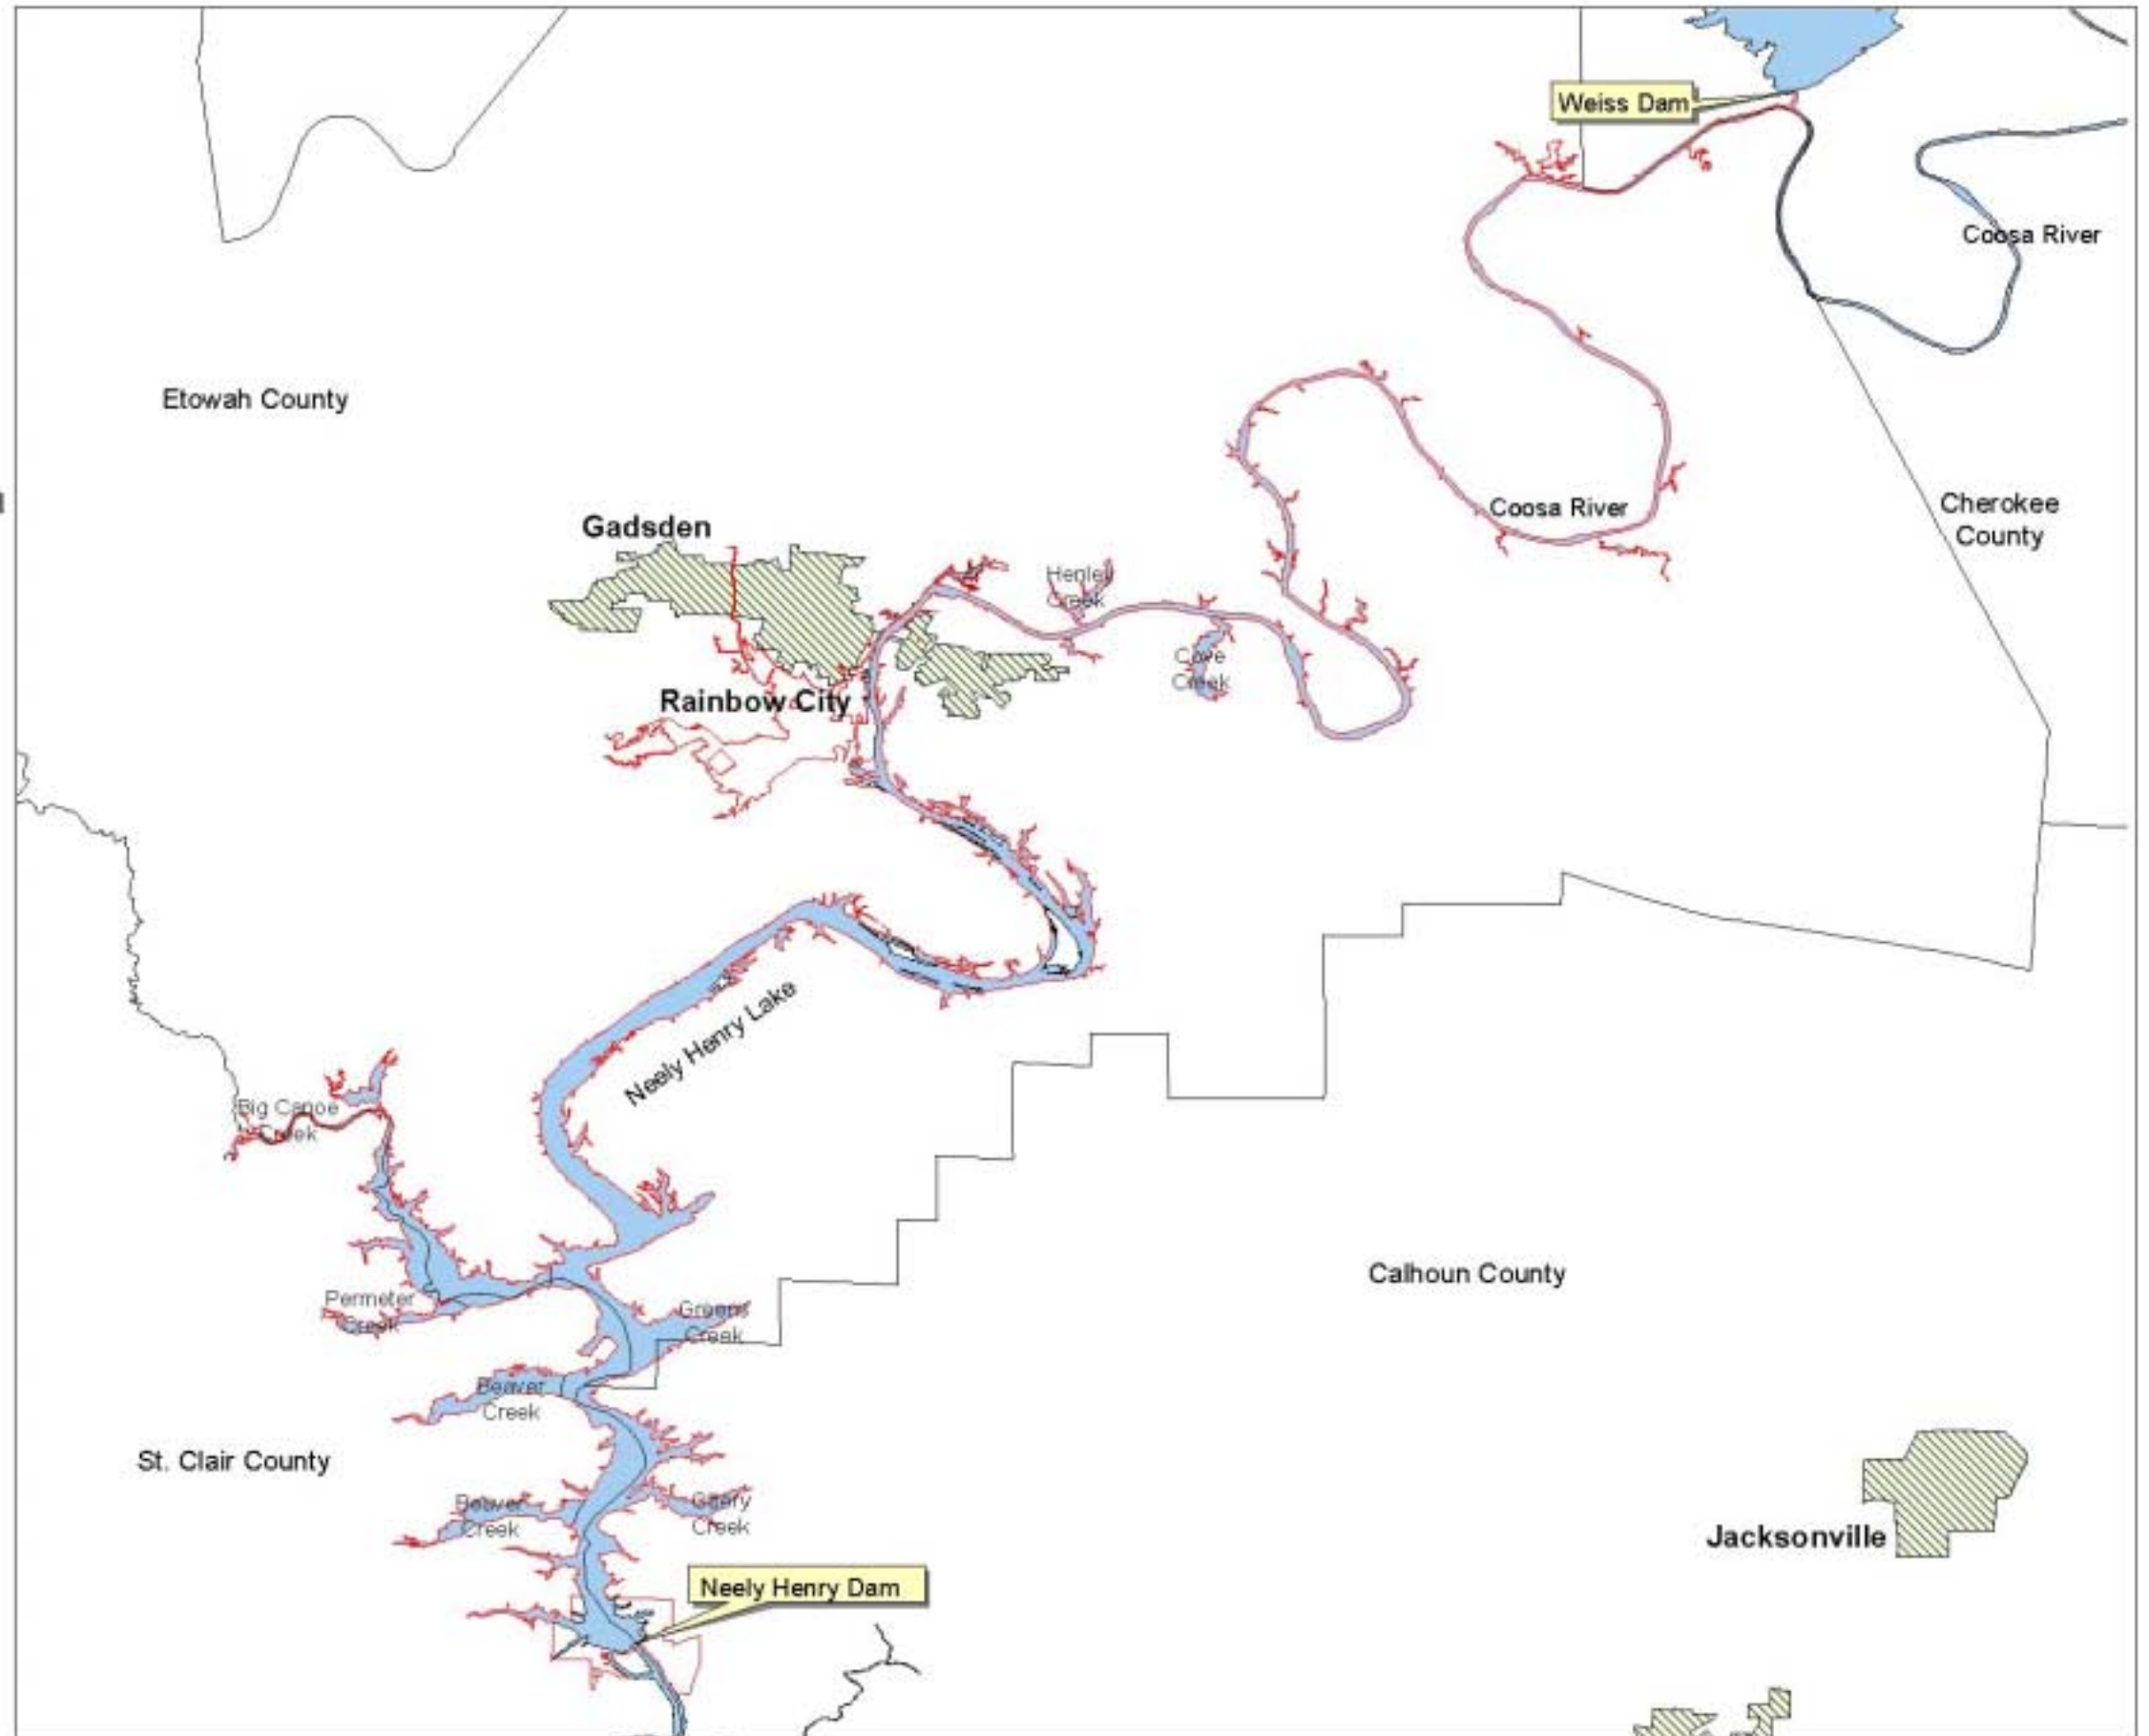 Weiss Dam
Coosa River
Etowah County
Coosa River
Cherokee
County
Gadsden
Henley
Creek
Cove
Creek
Rainbow City
Neely Henry Lake
Big Canoe
Creek
Calhoun County
Permeter
Creek
Greens
Creek
Beaver
Creek
St. Clair County
Beaver
Creek
Creek
Jacksonville
Neely Henry Dam